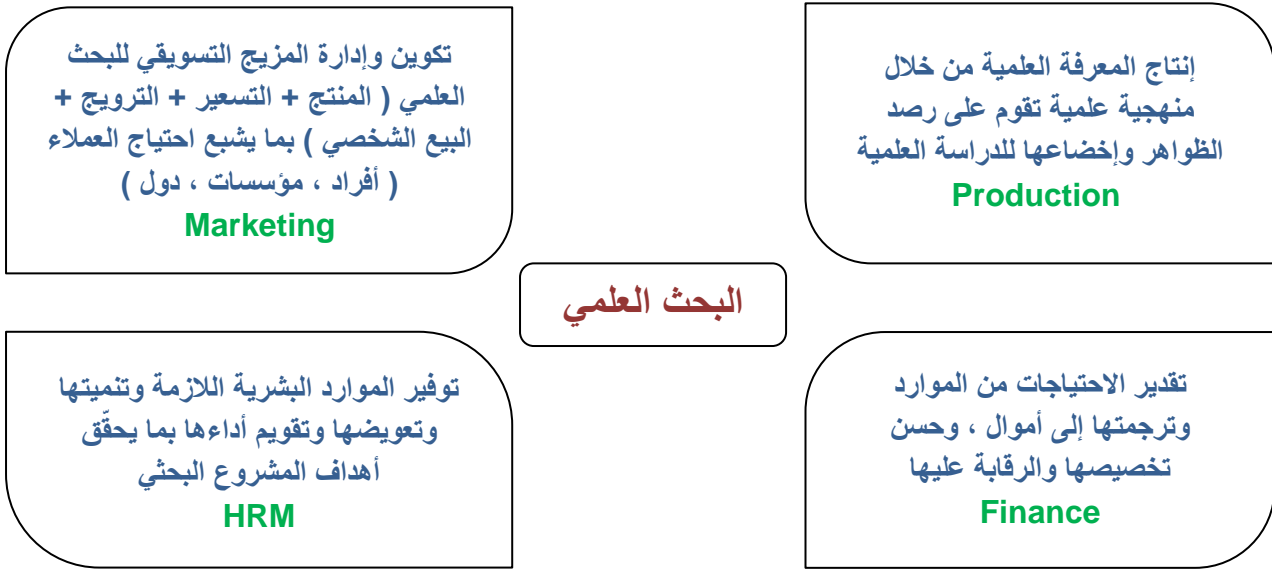 إنتاج المعرفة العلمية من خلال
منهجية علمية تقوم على رصد
الظواهر وإخضاعها للدراسة العلمية
Production
تكوين وإدارة المزيج التسويقي للبحث
العلمي ( المنتج + التسعير + الترويج +
البيع الشخصي ) بما يشبع احتياج العملاء
( أفراد ، مؤسسات ، دول )
Marketing
البحث العلمي
تقدير الاحتياجات من الموارد
وترجمتها إلى أموال ، وحسن
تخصيصها والرقابة عليها
Finance
توفير الموارد البشرية اللازمة وتنميتها
وتعويضها وتقويم أداءها بما يحقّق
أهداف المشروع البحثي
HRM